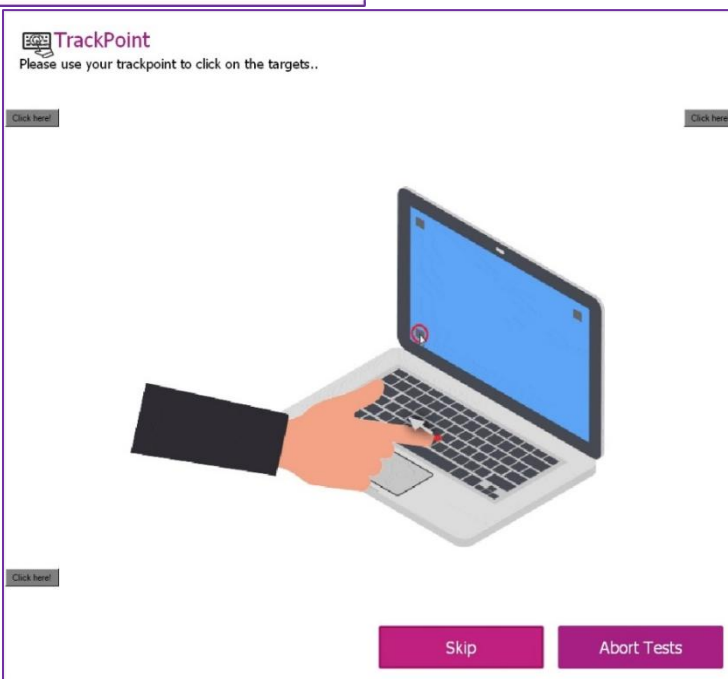 TrackPoint
Please use your trackpoint to click on the targets..
Click here!
Click here
Click here!
Skip
Abort Tests